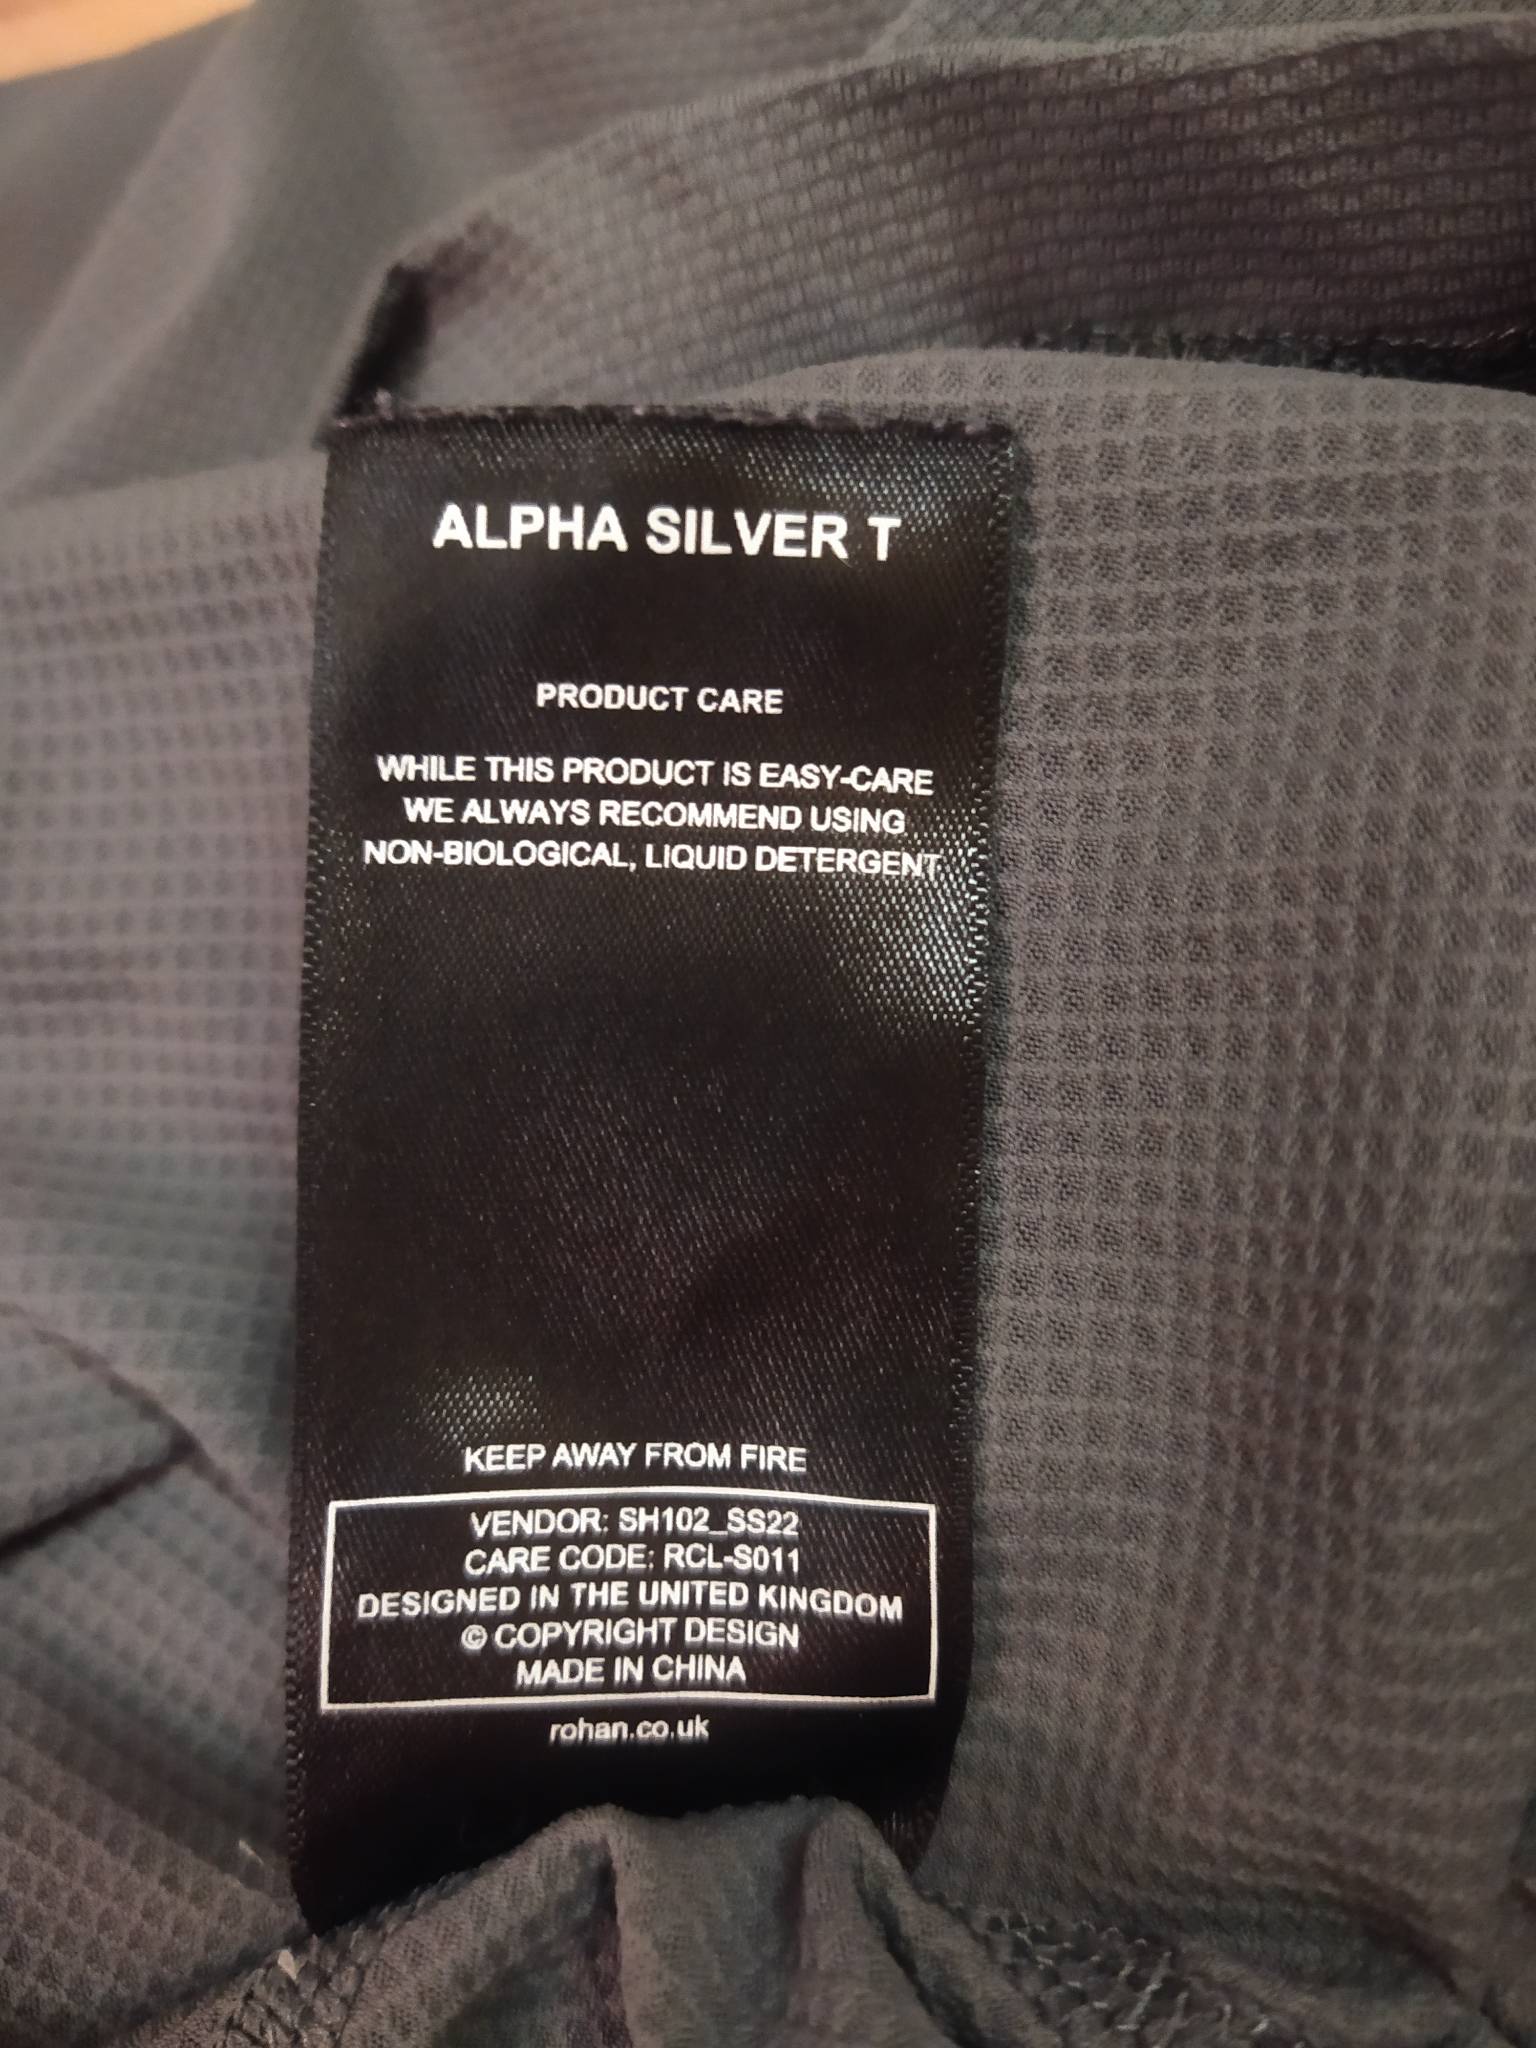 ALPHA SILVER T
PRODUCT CARE
WHILE THIS PRODUCT IS EASY-CARE
WE ALWAYS RECOMMEND USING
NON-BIOLOGICAL, LIQUID DETERGENT
KEEP AWAY FROM FIRE
VENDOR: SH102_SS22
CARE CODE: RCL-S011
DESIGNED IN THE UNITED KINGDOM
© COPYRIGHT DESIGN
MADE IN CHINA
rohan.co.uk